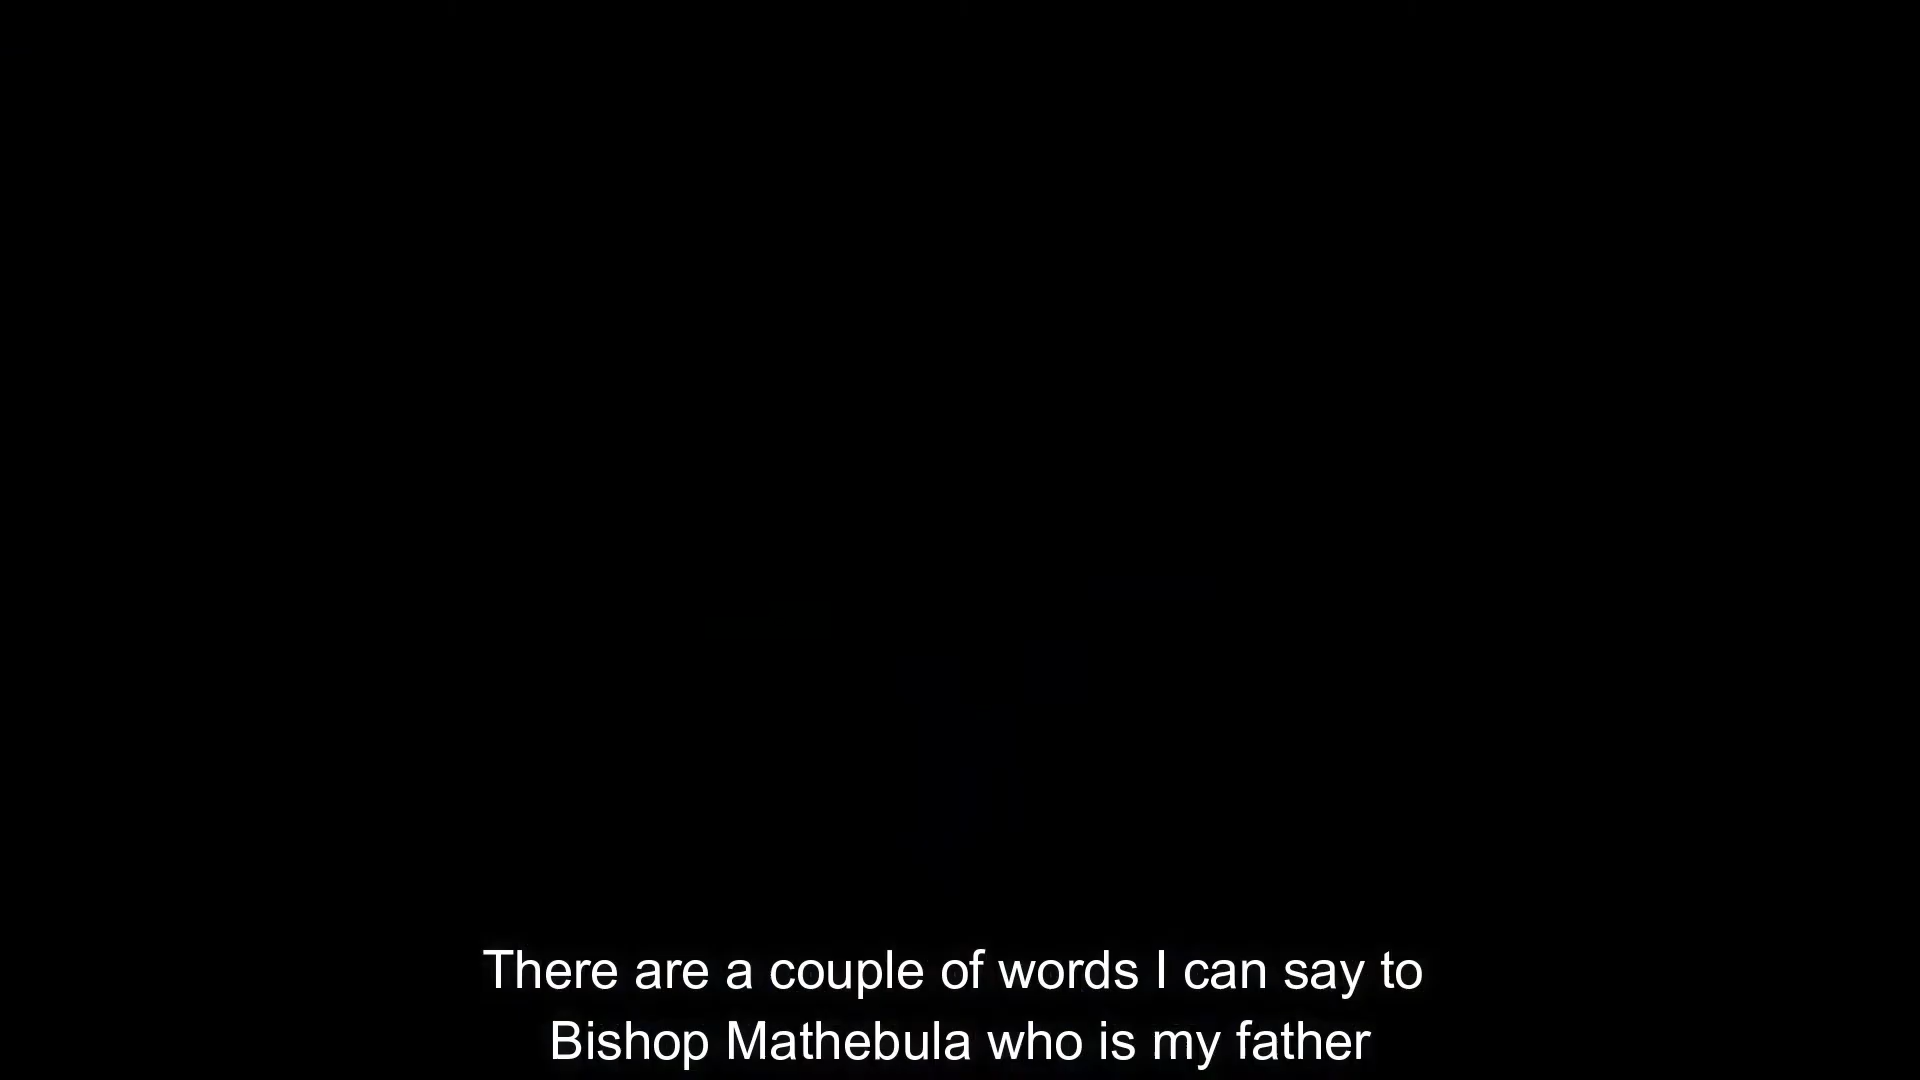 There are a couple of words I can say to
Bishop Mathebula who is my father